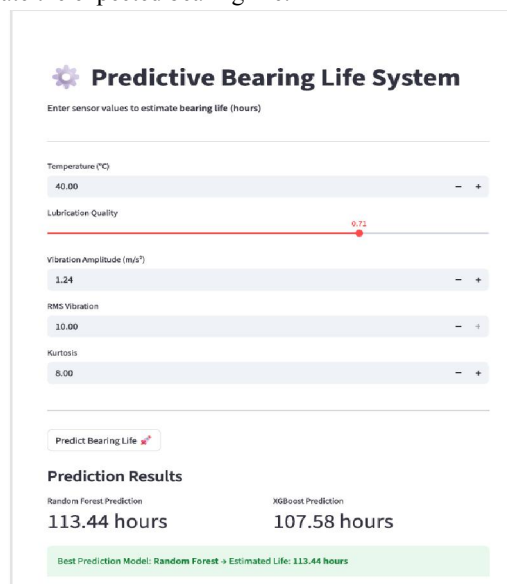 Predictive Bearing Life System
Enter sensor values to estimate bearing life (hours)
Temperature (°C)
40.00 − +
Lubrication Quality
0.71
Vibration Amplitude (m/s²)
1.24 − +
RMS Vibration
10.00 − +
Kurtosis
8.00 − +
Predict Bearing Life
Prediction Results
Random Forest Prediction XGBoost Prediction
113.44 hours 107.58 hours
Best Prediction Model: Random Forest → Estimated Life: 113.44 hours